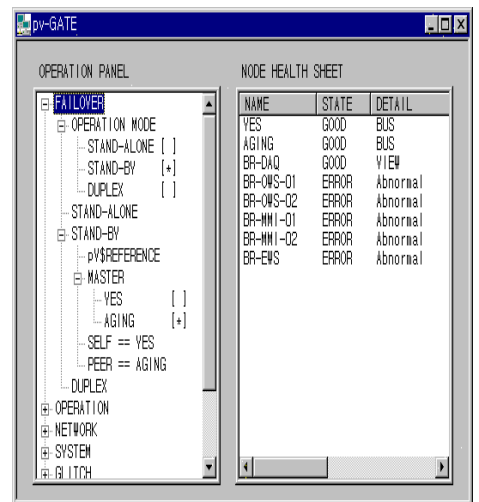 pv-GATE
OPERATION PANEL
FAILOVER
OPERATION MODE
STAND-ALONE [ ]
STAND-BY [*]
DUPLEX [ ]
STAND-ALONE
STAND-BY
pV$REFERENCE
MASTER
YES [ ]
AGING [*]
SELF == YES
PEER == AGING
DUPLEX
OPERATION
NETWORK
SYSTEM
GLITCH
NODE HEALTH SHEET
NAME STATE DETAIL
YES GOOD BUS
AGING GOOD BUS
BR-DAQ GOOD VIEW
BR-OWS-01 ERROR Abnormal
BR-OWS-02 ERROR Abnormal
BR-MMI-01 ERROR Abnormal
BR-MMI-02 ERROR Abnormal
BR-EWS ERROR Abnormal